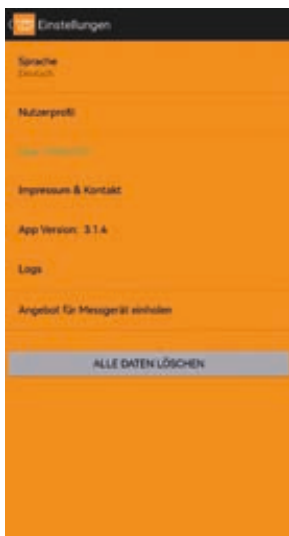 Einstellungen
Sprache
Deutsch
Nutzerprofil
Impressum & Kontakt
App Version: 3.1.4
Logs
Angebot für Messgerät einholen
ALLE DATEN LÖSCHEN